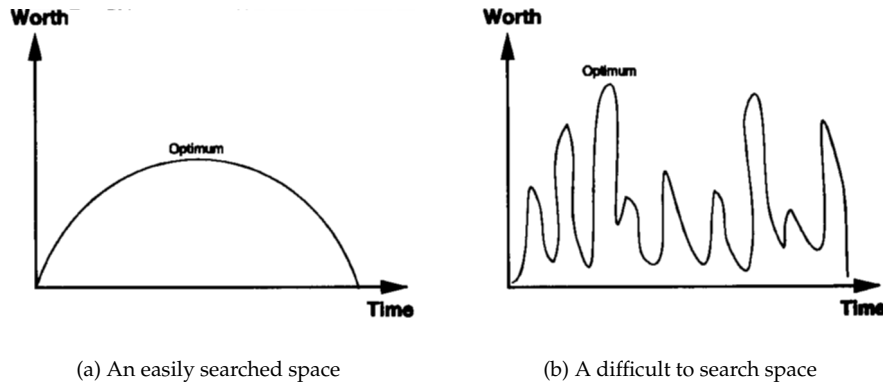 Worth
Optimum
Time
(a) An easily searched space
Worth
Optimum
Time
(b) A difficult to search space